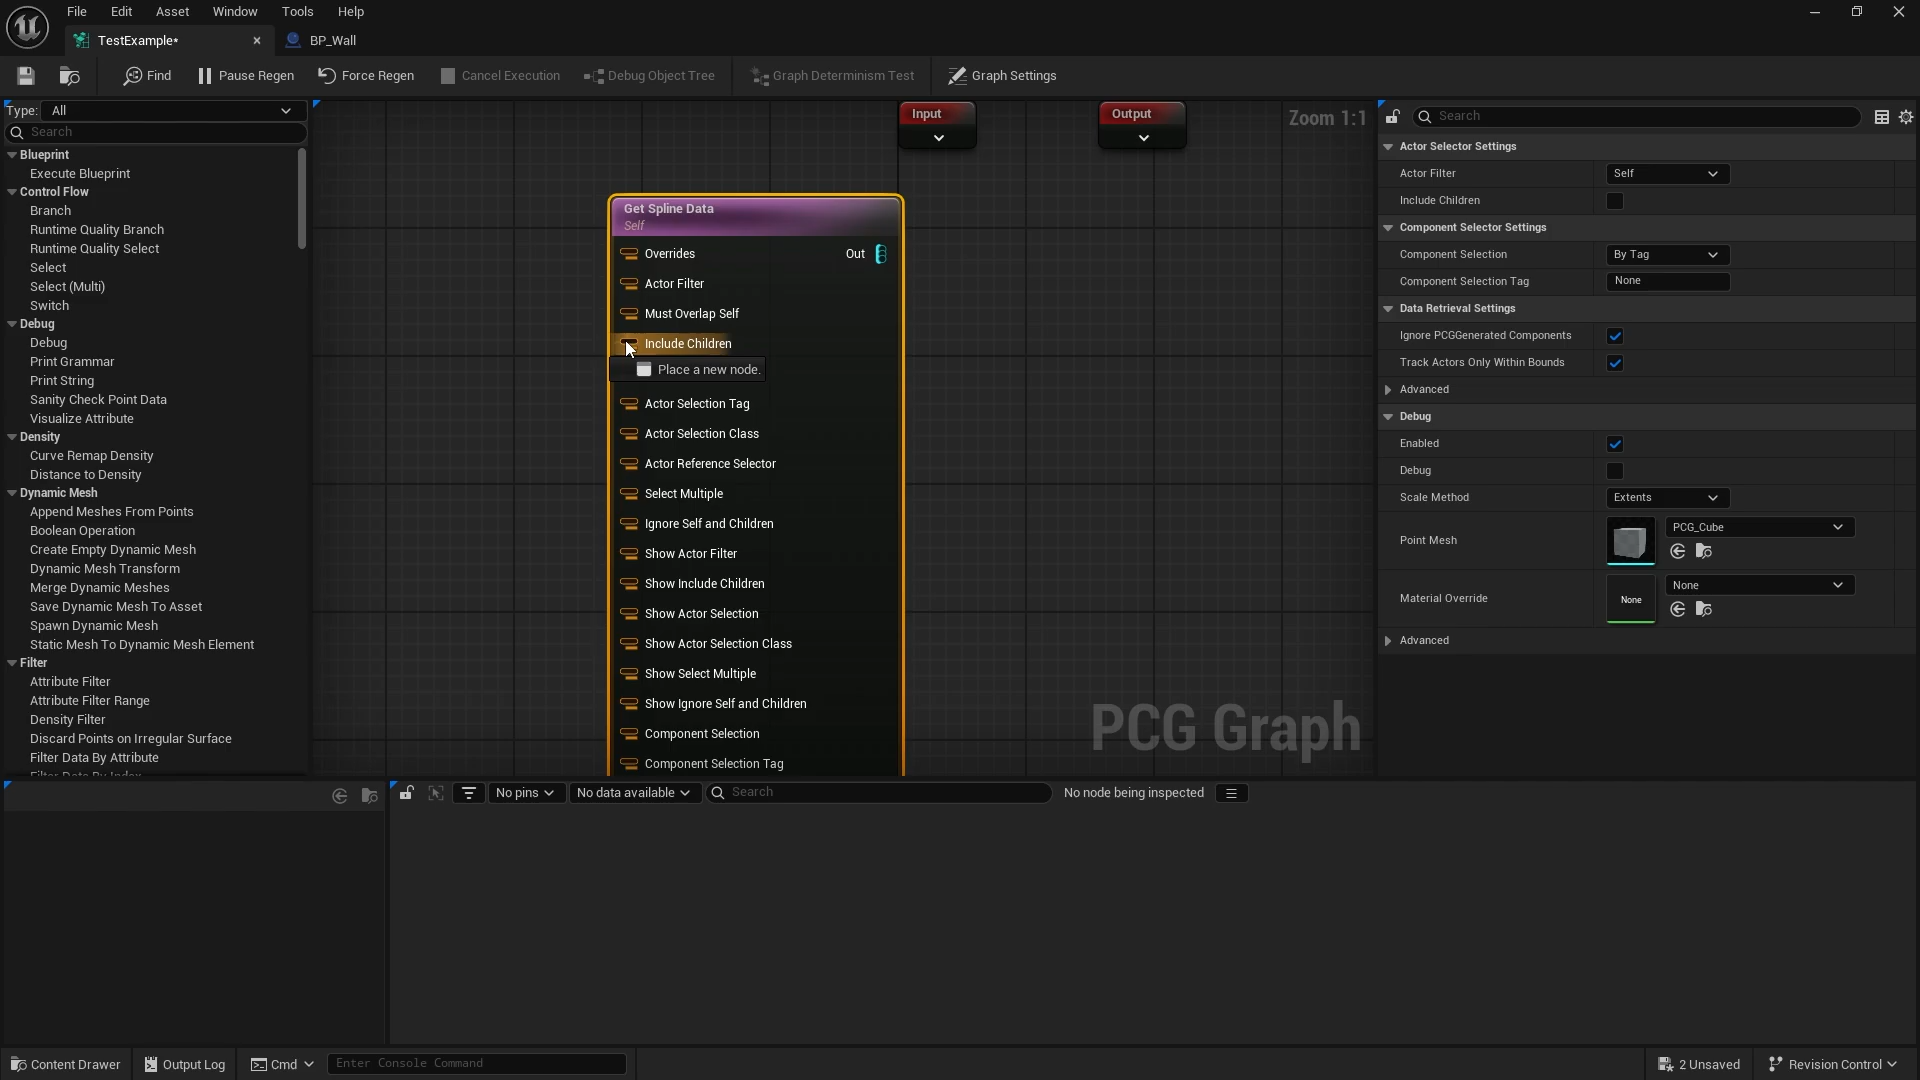 File Edit Asset Window Tools Help
TestExample*
BP_Wall
Find
Pause Regen
Force Regen
Cancel Execution
Debug Object Tree
Graph Determinism Test
Graph Settings
Type: All
Search
Blueprint
Execute Blueprint
Control Flow
Branch
Runtime Quality Branch
Runtime Quality Select
Select
Select (Multi)
Switch
Debug
Debug
Print Grammar
Print String
Sanity Check Point Data
Visualize Attribute
Density
Curve Remap Density
Distance to Density
Dynamic Mesh
Append Meshes From Points
Boolean Operation
Create Empty Dynamic Mesh
Dynamic Mesh Transform
Merge Dynamic Meshes
Save Dynamic Mesh To Asset
Spawn Dynamic Mesh
Static Mesh To Dynamic Mesh Element
Filter
Attribute Filter
Attribute Filter Range
Density Filter
Discard Points on Irregular Surface
Filter Data By Attribute
Filter Data By Index
Input
Output
Zoom 1:1
Get Spline Data
Self
Overrides
Out
Actor Filter
Must Overlap Self
Include Children
Place a new node.
Actor Selection Tag
Actor Selection Class
Actor Reference Selector
Select Multiple
Ignore Self and Children
Show Actor Filter
Show Include Children
Show Actor Selection
Show Actor Selection Class
Show Select Multiple
Show Ignore Self and Children
Component Selection
Component Selection Tag
PCG Graph
Search
Actor Selector Settings
Actor Filter
Self
Include Children
Component Selector Settings
Component Selection
By Tag
Component Selection Tag
None
Data Retrieval Settings
Ignore PCGGenerated Components
Track Actors Only Within Bounds
Advanced
Debug
Enabled
Debug
Scale Method
Extents
Point Mesh
PCG_Cube
Material Override
None
None
Advanced
No pins
No data available
Search
No node being inspected
Content Drawer
Output Log
Cmd
Enter Console Command
2 Unsaved
Revision Control